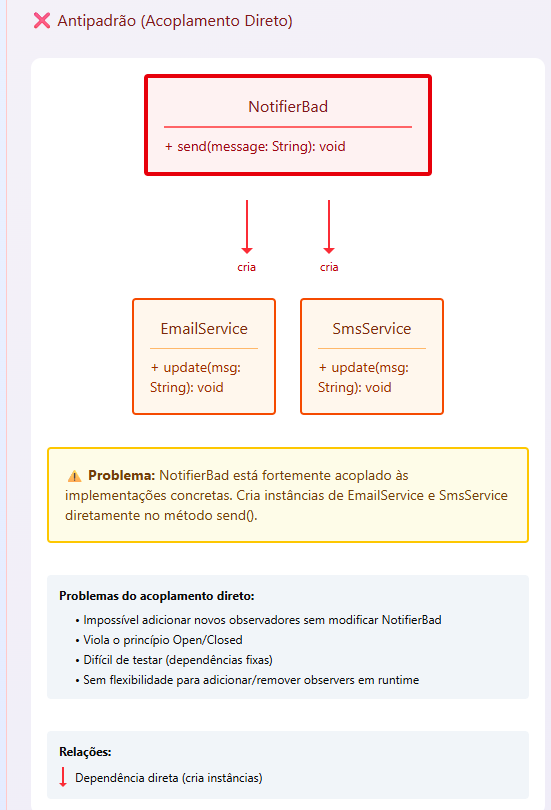 ❌ Antipadrão (Acoplamento Direto)
NotifierBad
+ send(message: String): void
cria
cria
EmailService
+ update(msg:
String): void
SmsService
+ update(msg:
String): void
⚠️ Problema: NotifierBad está fortemente acoplado às
implementações concretas. Cria instâncias de EmailService e SmsService
diretamente no método send().
Problemas do acoplamento direto:
• Impossível adicionar novos observadores sem modificar NotifierBad
• Viola o princípio Open/Closed
• Difícil de testar (dependências fixas)
• Sem flexibilidade para adicionar/remover observers em runtime
Relações:
Dependência direta (cria instâncias)